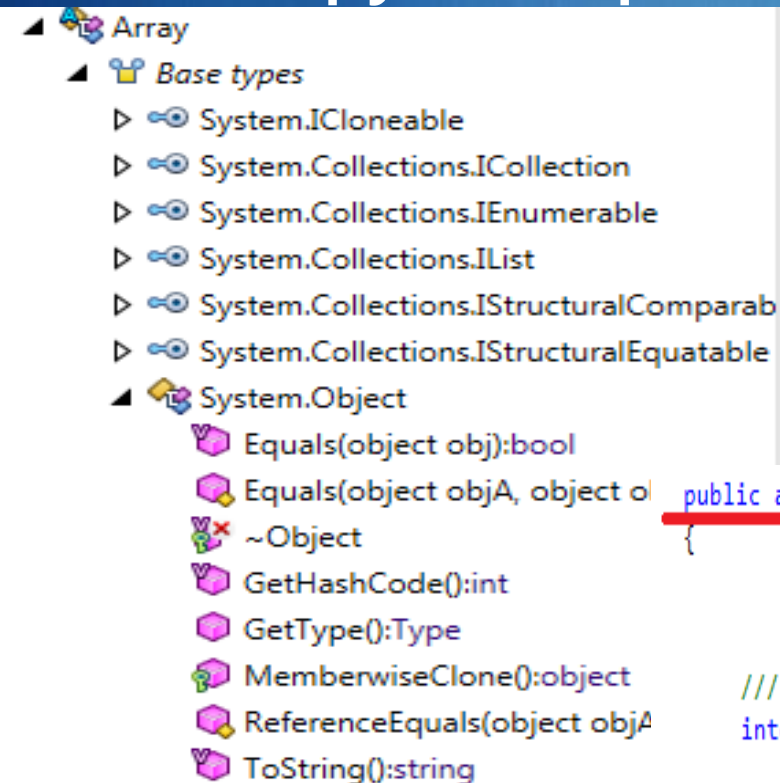 Array
Base types
System.ICloneable
System.Collections.ICollection
System.Collections.IEnumerable
System.Collections.IList
System.Collections.IStructuralComparab
System.Collections.IStructuralEquatable
System.Object
Equals(object obj):bool
Equals(object objA, object o
~Object
GetHashCode():int
GetType():Type
MemberwiseClone():object
ReferenceEquals(object objA
ToString():string
public a
{
///
int